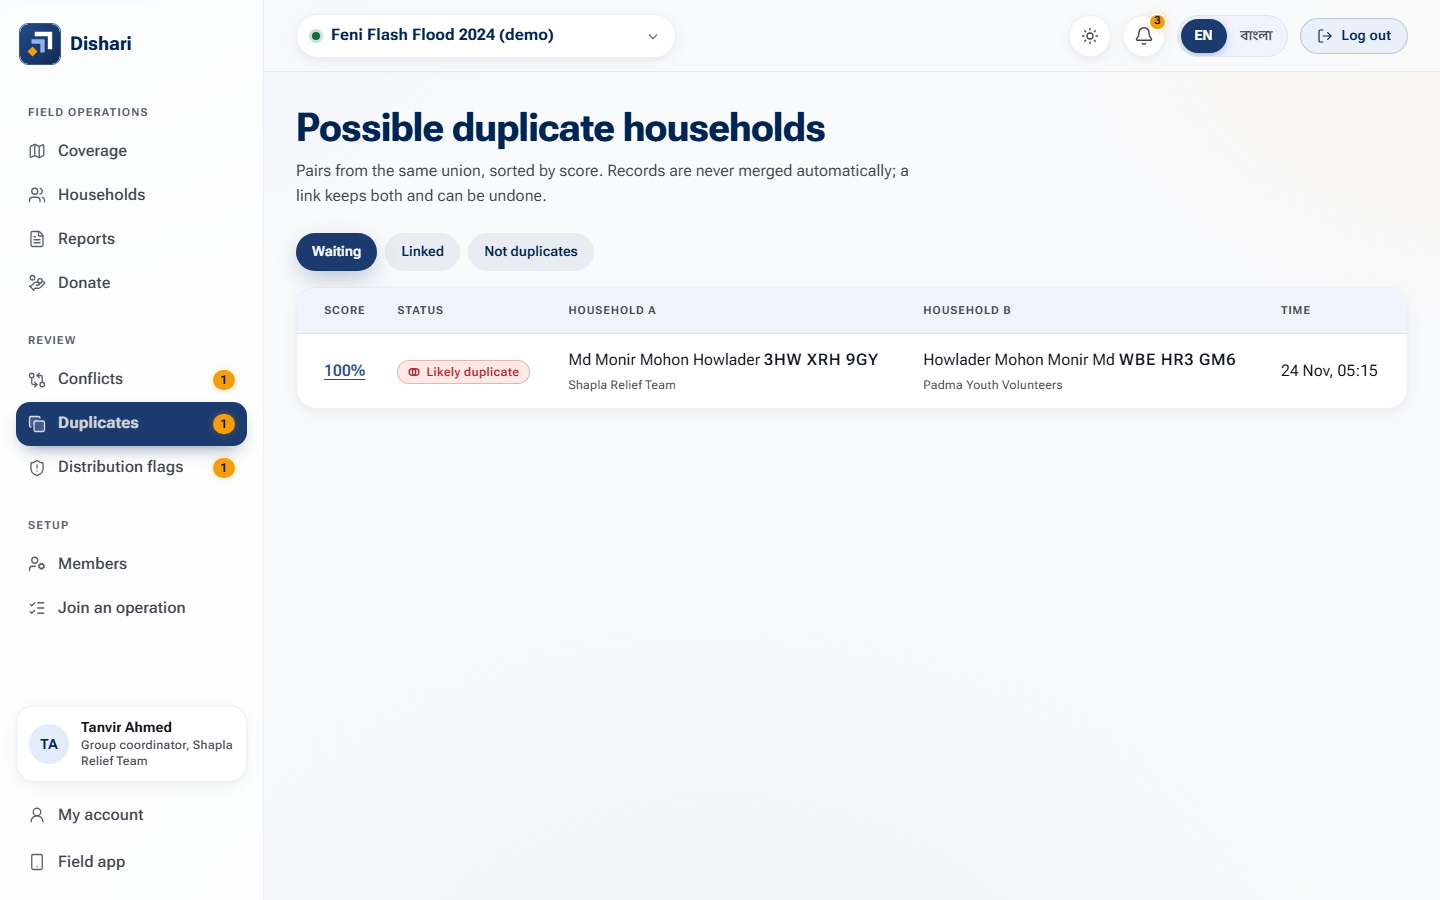 Dishari
Feni Flash Flood 2024 (demo)
3
EN
বাংলা
Log out
FIELD OPERATIONS
Coverage
Households
Reports
Donate
REVIEW
Conflicts 1
Duplicates 1
Distribution flags 1
SETUP
Members
Join an operation
TA
Tanvir Ahmed
Group coordinator, Shapla
Relief Team
My account
Field app
Possible duplicate households
Pairs from the same union, sorted by score. Records are never merged automatically; a
link keeps both and can be undone.
Waiting Linked Not duplicates
SCORE STATUS HOUSEHOLD A HOUSEHOLD B TIME
100% Likely duplicate Md Monir Mohon Howlader 3HW XRH 9GY Howlader Mohon Monir Md WBE HR3 GM6 24 Nov, 05:15
Shapla Relief Team Padma Youth Volunteers